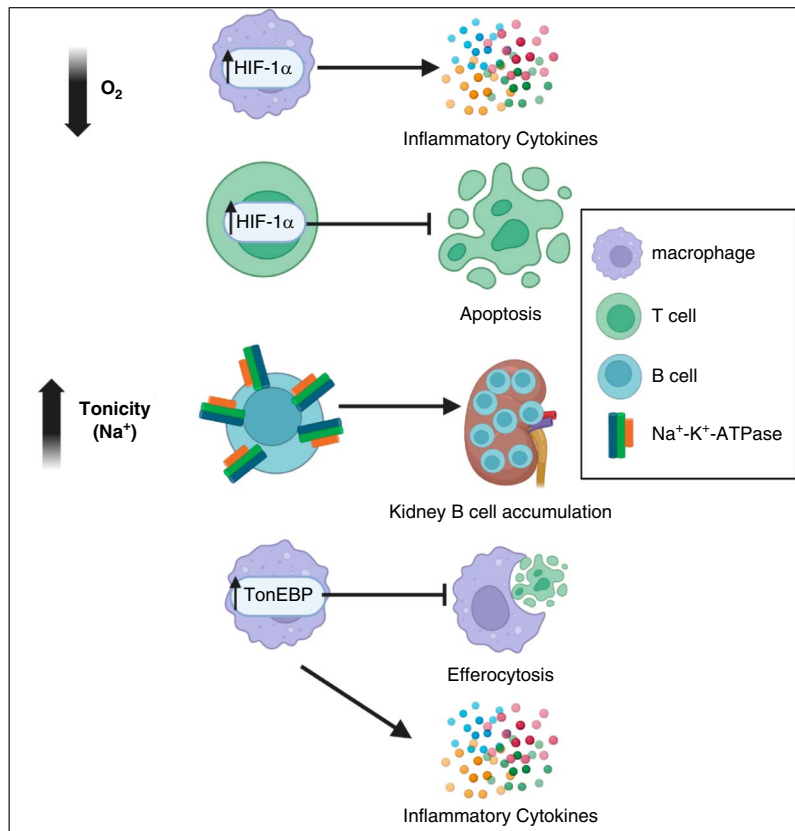 O₂
HIF-1α
Inflammatory Cytokines
HIF-1α
Apoptosis
Tonicity
(Na⁺)
Kidney B cell accumulation
TonEBP
Efferocytosis
Inflammatory Cytokines
macrophage
T cell
B cell
Na⁺-K⁺-ATPase